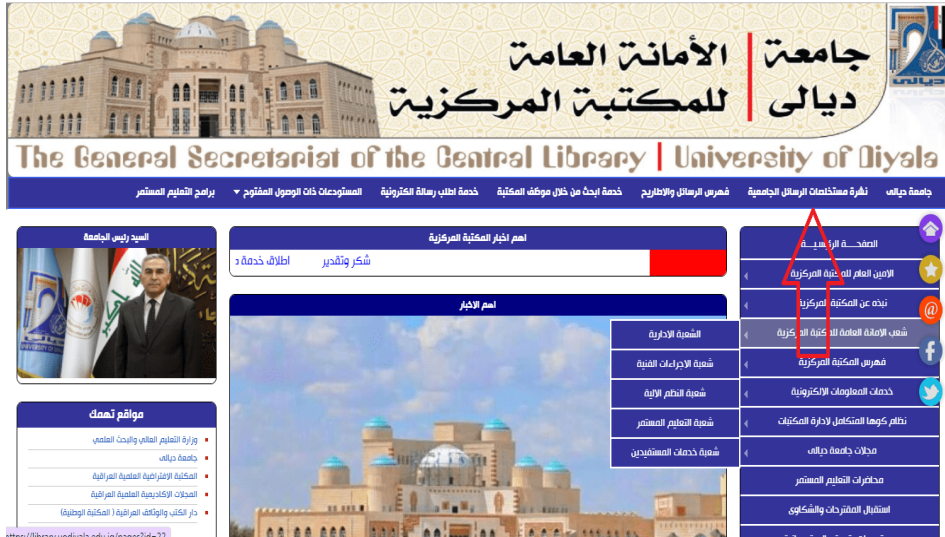 جامعة ديالى
الأمانة العامة للمكتبة المركزية
The General Secretariat of the Central Library | University of Diyala
جامعة ديالى
نشرة مستخلصات الرسائل الجامعية
فهرس الرسائل والاطاريح
خدمة ابحث من خلال موظف المكتبة
خدمة اطلب رسالة الكترونية
المستودعات ذات الوصول المفتوح
برامج التعليم المستمر
الصفحـــة الرئيسيـــة
الامين العام للمكتبة المركزية
نبذه عن المكتبة المركزية
شعب الامانة العامة للمكتبة المركزية
فهرس المكتبة المركزية
خدمات المعلومات الالكترونية
نظام كوها المتكامل لادارة المكتبات
مجلات جامعة ديالى
محاضرات التعليم المستمر
استقبال المقترحات والشكاوى
الشعبة الادارية
شعبة الاجراءات الفنية
شعبة النظم الالية
شعبة التعليم المستمر
شعبة خدمات المستفيدين
اهم اخبار المكتبة المركزية
شكر وتقدير
اطلاق خدمة
اهم الاخبار
السيد رئيس الجامعة
مواقع تهمك
وزارة التعليم العالي والبحث العلمي
جامعة ديالى
المكتبة الافتراضية العلمية العراقية
المجلات الاكاديمية العلمية العراقية
دار الكتب والوثائق العراقية ( المكتبة الوطنية)